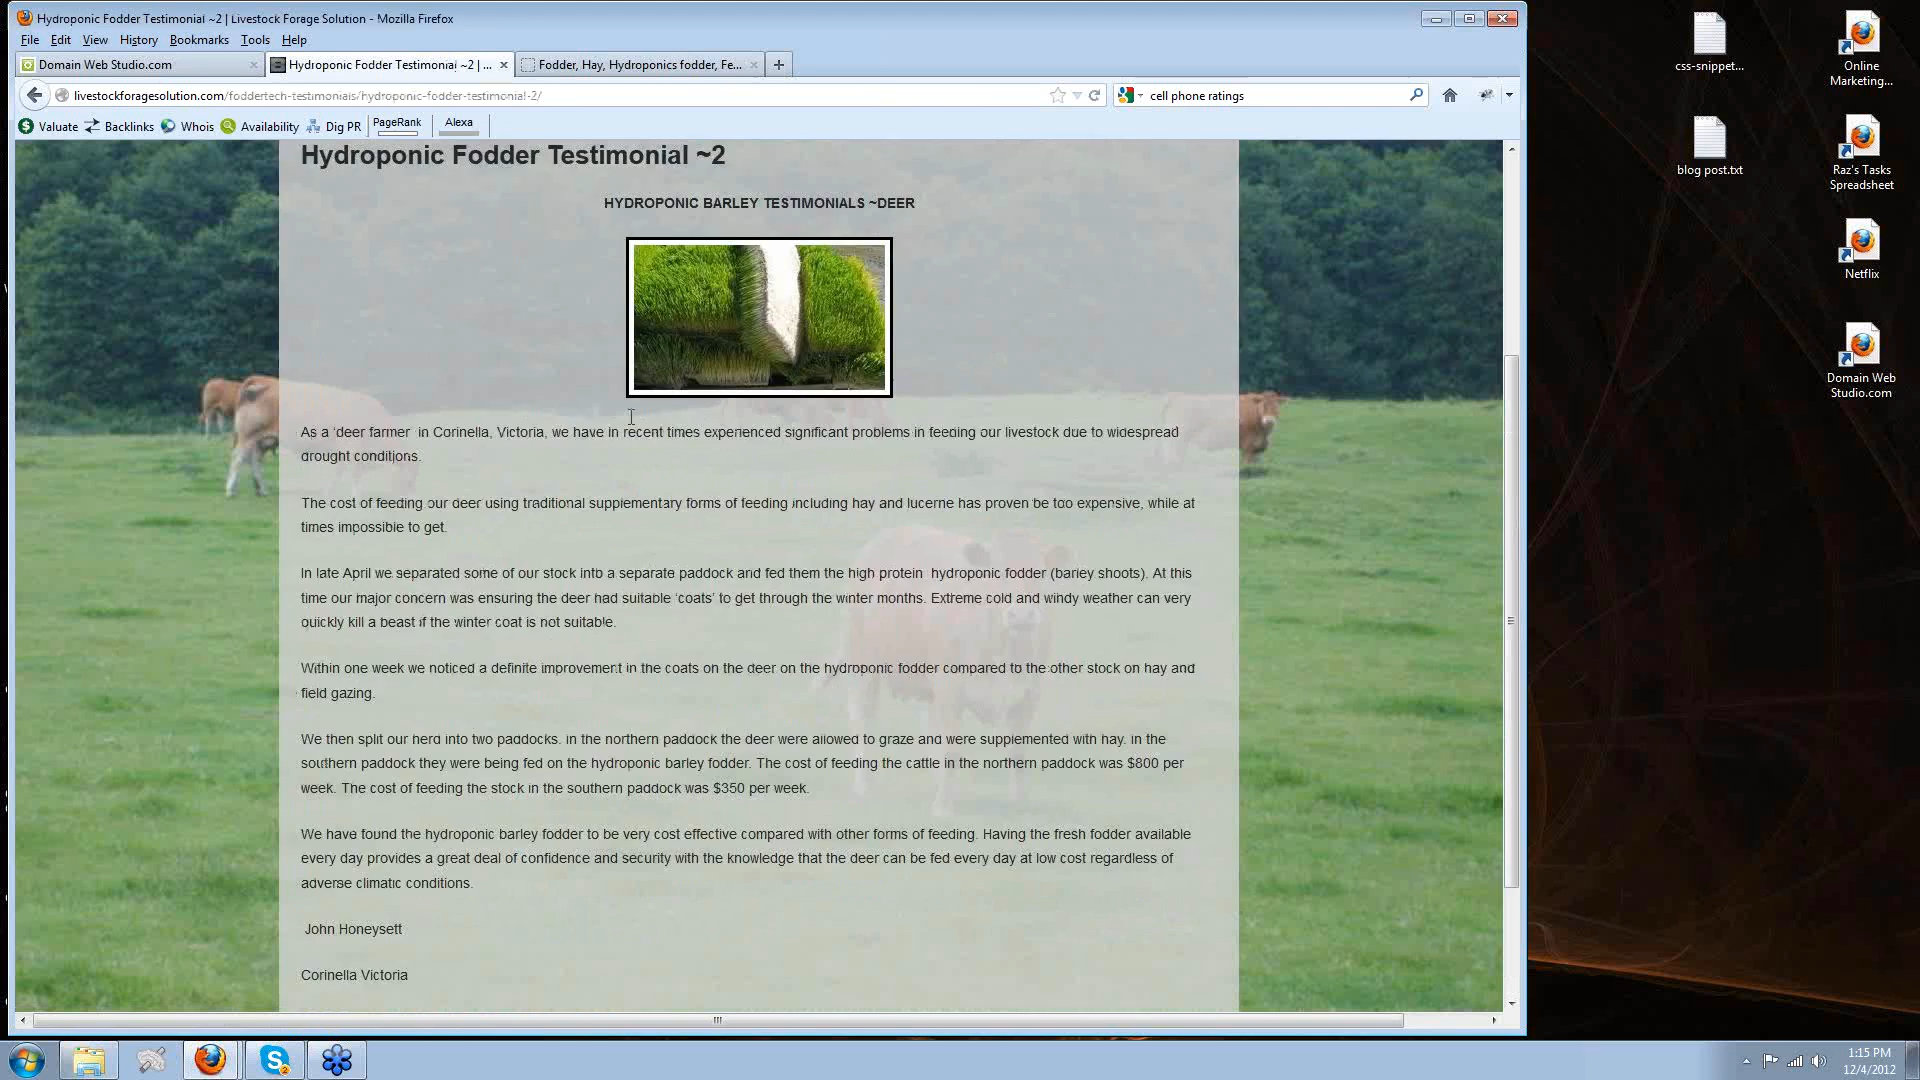 Hydroponic Fodder Testimonial ~2 | Livestock Forage Solution - Mozilla Firefox
File Edit View History Bookmarks Tools Help
Domain Web Studio.com
Hydroponic Fodder Testimonial ~2 | ...
Fodder, Hay, Hydroponics fodder, Fe...
livestockforagesolution.com/foddertech-testimonials/hydroponic-fodder-testimonial-2/
cell phone ratings
Valuate Backlinks Whois Availability Dig PR PageRank Alexa
Hydroponic Fodder Testimonial ~2
HYDROPONIC BARLEY TESTIMONIALS ~DEER
As a ‘deer farmer’ in Corinella, Victoria, we have in recent times experienced significant problems in feeding our livestock due to widespread
drought conditions.
The cost of feeding our deer using traditional supplementary forms of feeding including hay and lucerne has proven be too expensive, while at
times impossible to get.
In late April we separated some of our stock into a separate paddock and fed them the high protein hydroponic fodder (barley shoots). At this
time our major concern was ensuring the deer had suitable ‘coats’ to get through the winter months. Extreme cold and windy weather can very
quickly kill a beast if the winter coat is not suitable.
Within one week we noticed a definite improvement in the coats on the deer on the hydroponic fodder compared to the other stock on hay and
field gazing.
We then split our herd into two paddocks. In the northern paddock the deer were allowed to graze and were supplemented with hay. In the
southern paddock they were being fed on the hydroponic barley fodder. The cost of feeding the cattle in the northern paddock was $800 per
week. The cost of feeding the stock in the southern paddock was $350 per week.
We have found the hydroponic barley fodder to be very cost effective compared with other forms of feeding. Having the fresh fodder available
every day provides a great deal of confidence and security with the knowledge that the deer can be fed every day at low cost regardless of
adverse climatic conditions.
John Honeysett
Corinella Victoria
css-snippet...
Online
Marketing...
blog post.txt
Raz's Tasks
Spreadsheet
Netflix
Domain Web
Studio.com
2
1:15 PM
12/4/2012